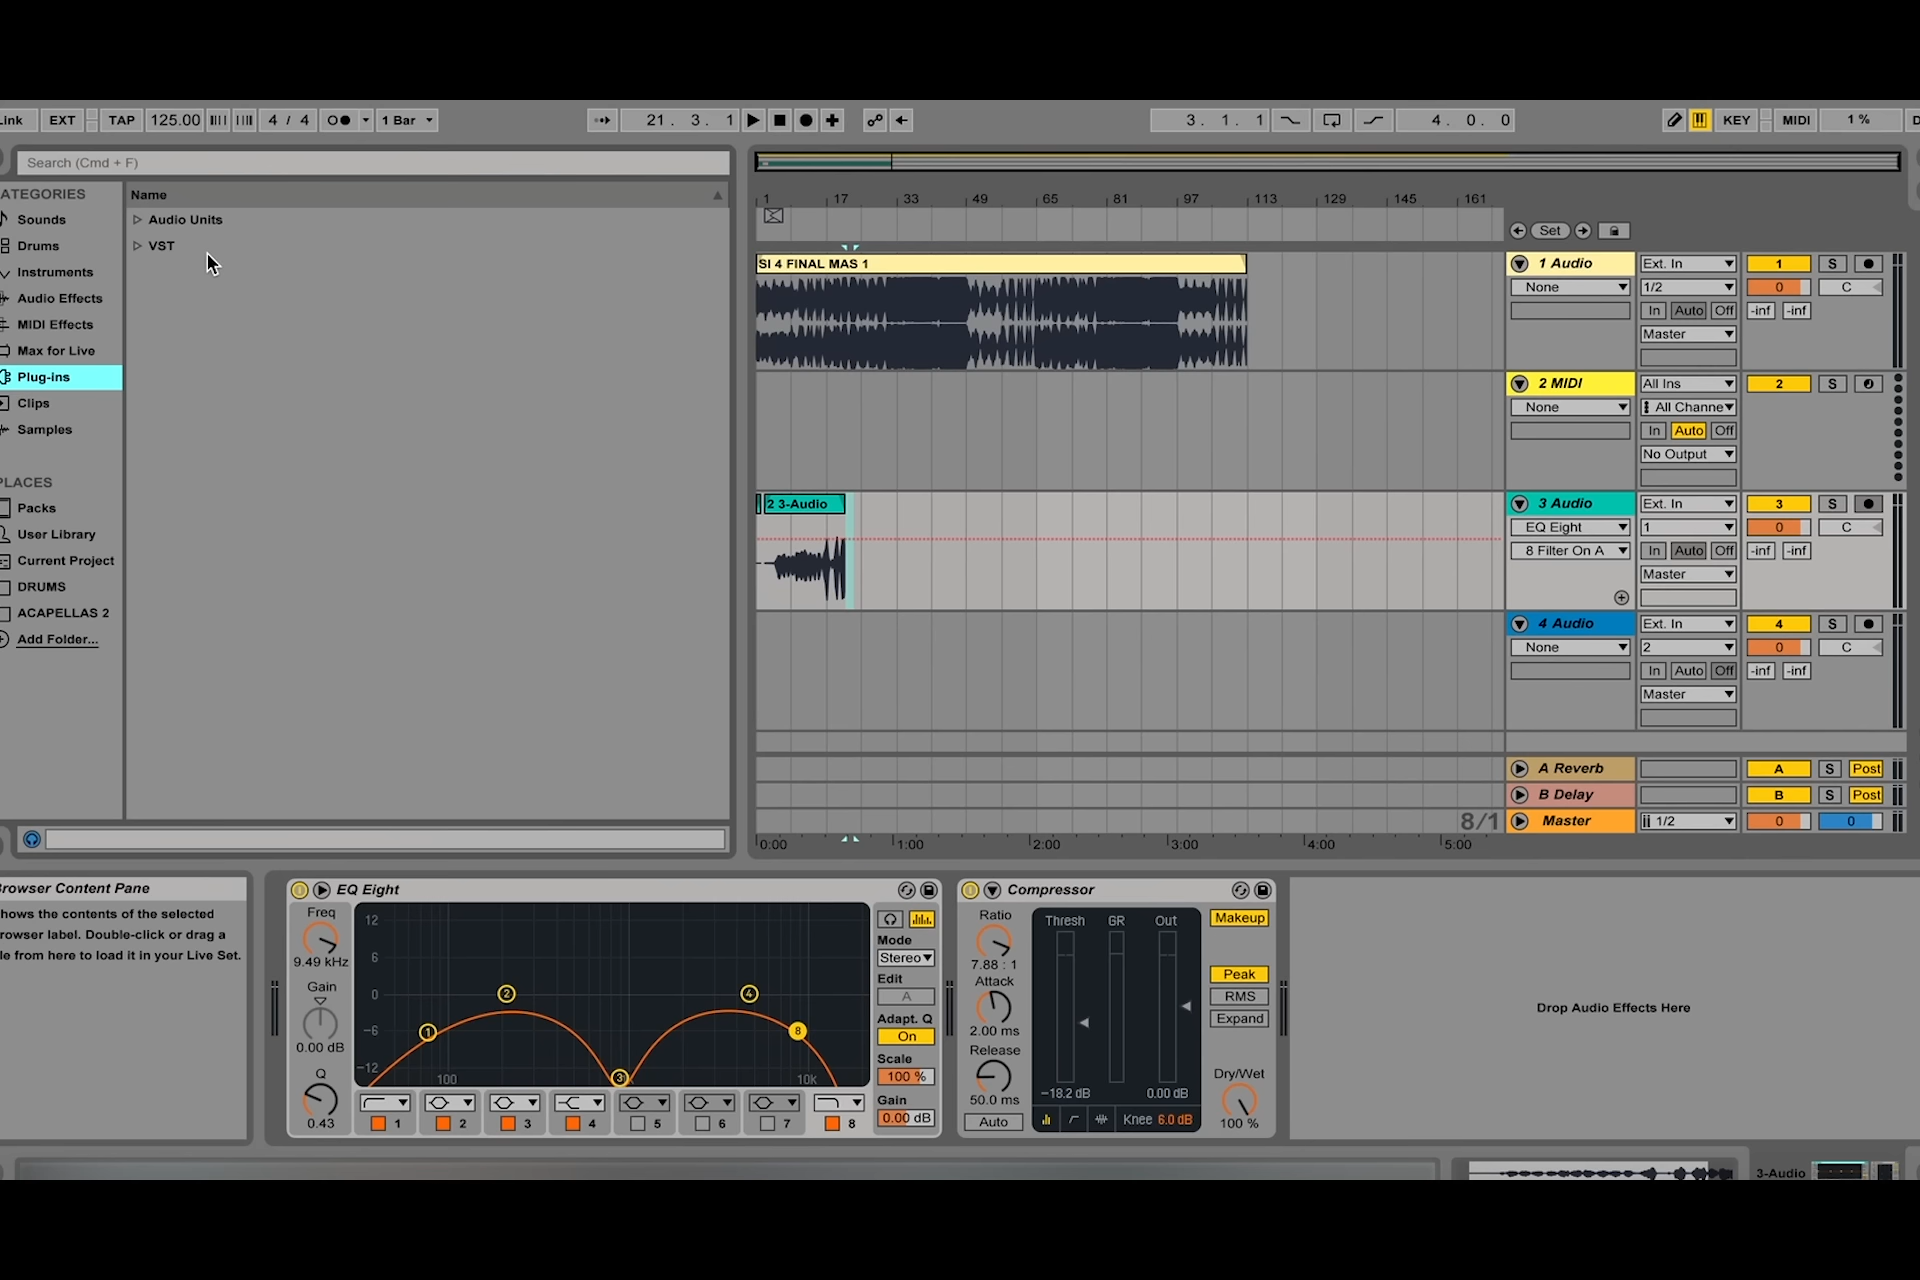 Link EXT TAP 125.00 4 / 4 1 Bar 21. 3. 1 3. 1. 1 4. 0. 0 KEY MIDI 1 % D
Search (Cmd + F)
ATEGORIES
Name
Sounds
Audio Units
Drums
VST
Instruments
Audio Effects
MIDI Effects
Max for Live
Plug-ins
Clips
Samples
PLACES
Packs
User Library
Current Project
DRUMS
ACAPELLAS 2
Add Folder...
1 17 33 49 65 81 97 113 129 145 161
Set
SI 4 FINAL MAS 1
1 Audio Ext. In 1 S
None 1/2 0 C
In Auto Off -inf -inf
Master
2 MIDI All Ins 2 S
None All Channe
In Auto Off
No Output
2 3-Audio
3 Audio Ext. In 3 S
EQ Eight 1 0 C
8 Filter On A In Auto Off -inf -inf
Master
4 Audio Ext. In 4 S
None 2 0 C
In Auto Off -inf -inf
Master
A Reverb A S Post
B Delay B S Post
8/1 Master 1/2 0 0
0:00 1:00 2:00 3:00 4:00 5:00
Browser Content Pane
hows the contents of the selected
rowser label. Double-click or drag a
le from here to load it in your Live Set.
EQ Eight
Freq
9.49 kHz
Gain
0.00 dB
Q
0.43
12
6
0
-6
-12
100 10k
1 2 3 4 8
1 2 3 4 5 6 7 8
Mode
Stereo
Edit
A
Adapt. Q
On
Scale
100 %
Gain
0.00 dB
Compressor
Ratio
7.88 : 1
Attack
2.00 ms
Release
50.0 ms
Auto
Thresh GR Out
-18.2 dB 0.00 dB
Knee 6.0 dB
Makeup
Peak
RMS
Expand
Dry/Wet
100 %
Drop Audio Effects Here
3-Audio